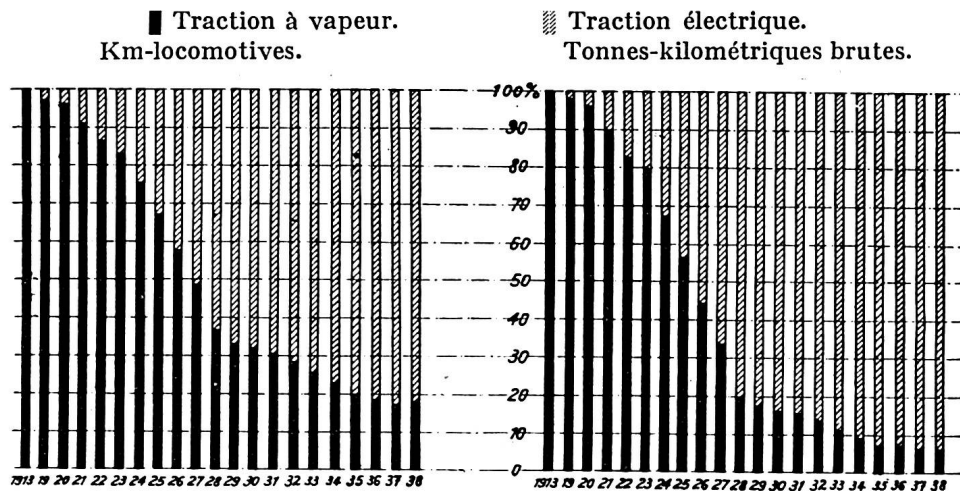 Traction à vapeur.
Km-locomotives.
Traction électrique.
Tonnes-kilométriques brutes.
100%
90
80
70
60
50
40
30
20
10
0
1913 19 20 21 22 23 24 25 26 27 28 29 30 31 32 33 34 35 36 37 38
1913 19 20 21 22 23 24 25 26 27 28 29 30 31 32 33 34 35 36 37 38